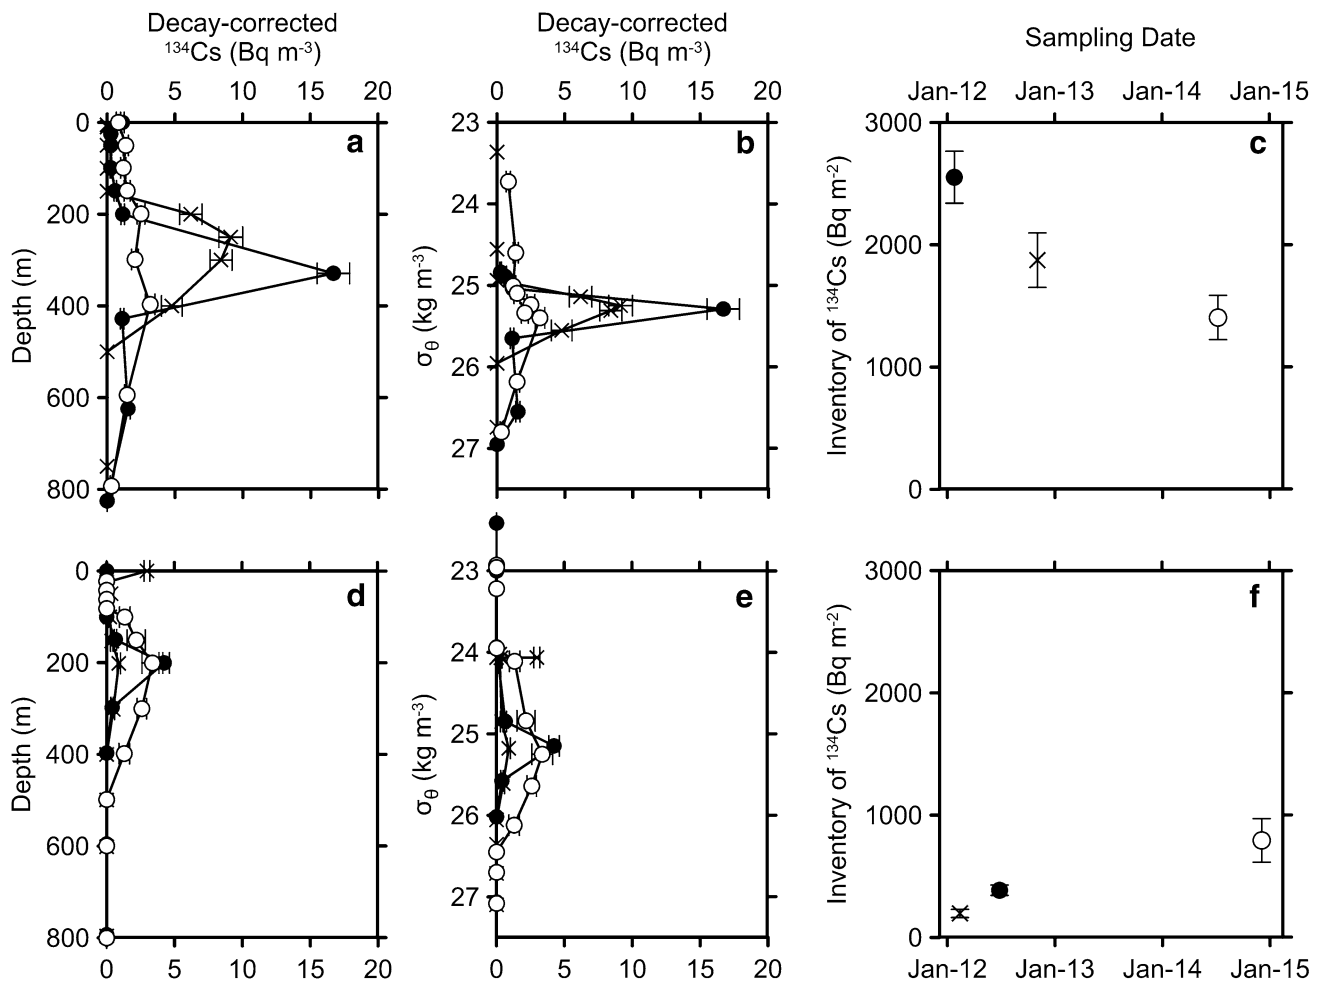 Decay-corrected
¹³⁴Cs (Bq m⁻³)
0 5 10 15 20
0
200
400
600
800
Depth (m)
a
Decay-corrected
¹³⁴Cs (Bq m⁻³)
0 5 10 15 20
23
24
25
26
27
σθ (kg m⁻³)
b
Sampling Date
Jan-12 Jan-13 Jan-14 Jan-15
3000
2000
1000
0
Inventory of ¹³⁴Cs (Bq m⁻²)
c
0
200
400
600
800
Depth (m)
d
0 5 10 15 20
23
24
25
26
27
σθ (kg m⁻³)
e
0 5 10 15 20
3000
2000
1000
0
Inventory of ¹³⁴Cs (Bq m⁻²)
f
Jan-12 Jan-13 Jan-14 Jan-15